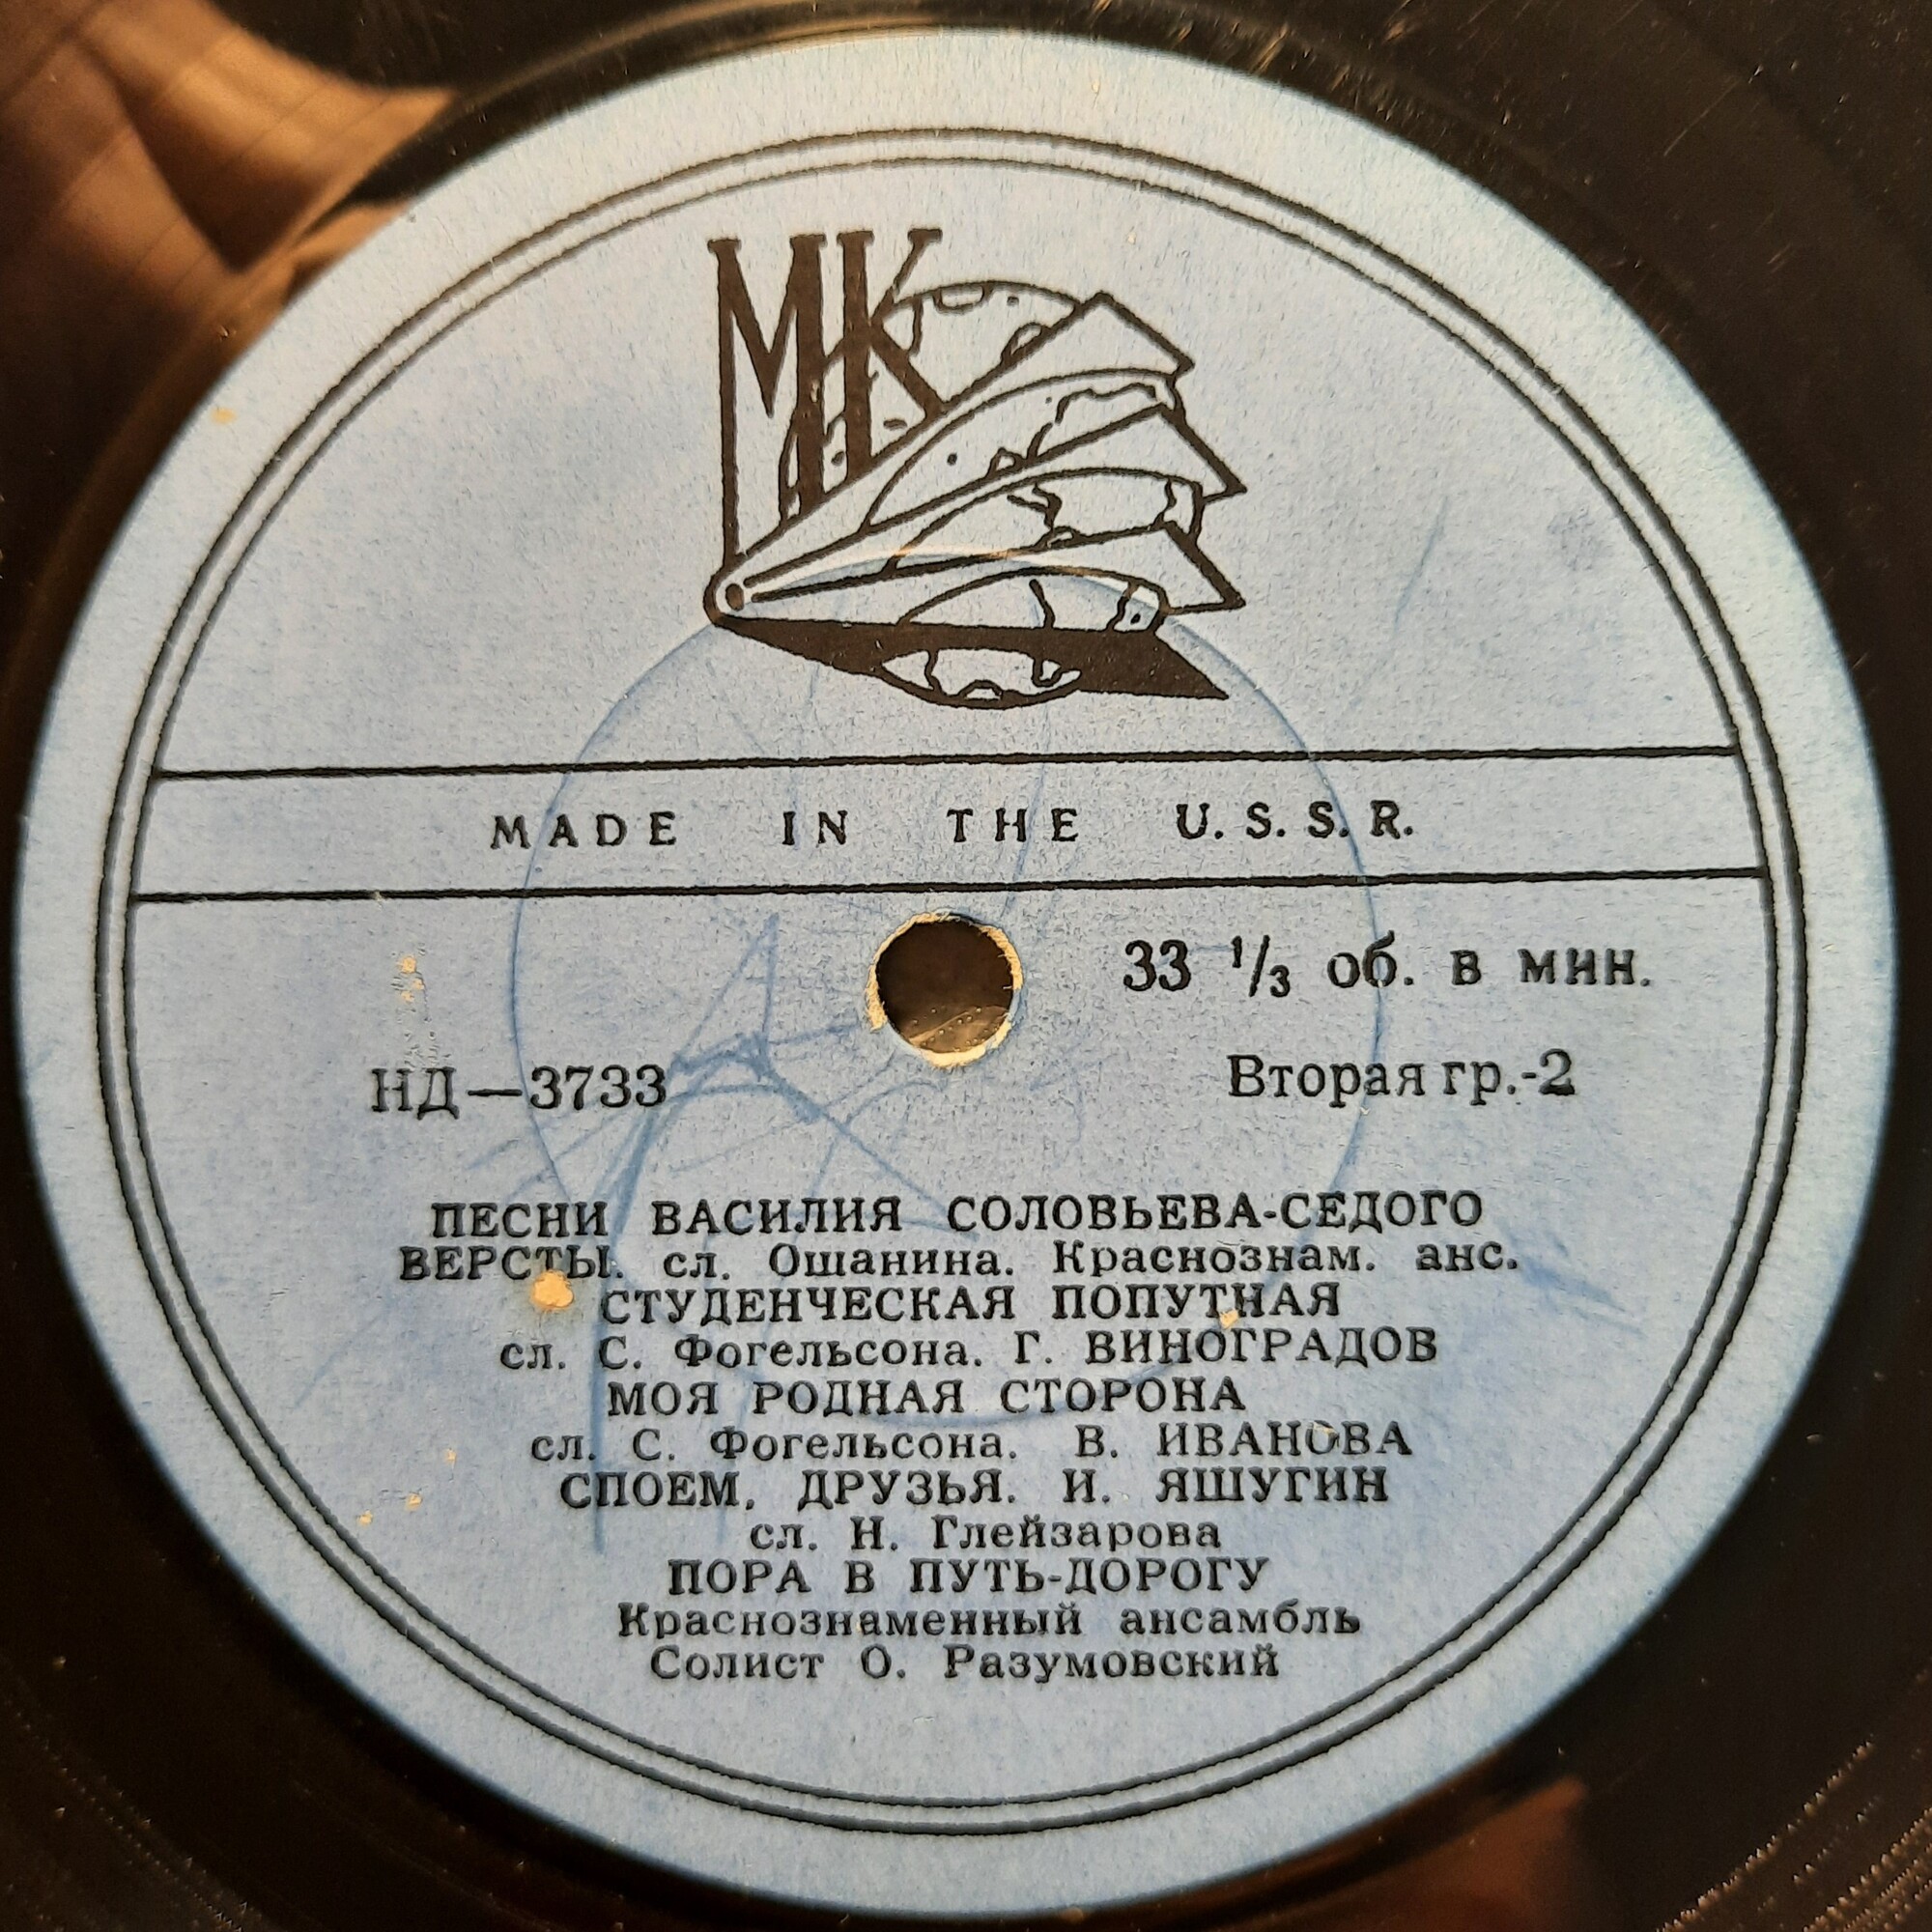 МК
MADE IN THE U.S.S.R.
33 1/3 об. в мин.
НД—3733
Вторая гр.-2
ПЕСНИ ВАСИЛИЯ СОЛОВЬЕВА-СЕДОГО
ВЕРСТЫ. сл. Ошанина. Краснознам. анс.
СТУДЕНЧЕСКАЯ ПОПУТНАЯ
сл. С. Фогельсона. Г. ВИНОГРАДОВ
МОЯ РОДНАЯ СТОРОНА
сл. С. Фогельсона. В. ИВАНОВА
СПОЕМ, ДРУЗЬЯ. И. ЯШУГИН
сл. Н. Глейзарова
ПОРА В ПУТЬ-ДОРОГУ
Краснознаменный ансамбль
Солист О. Разумовский